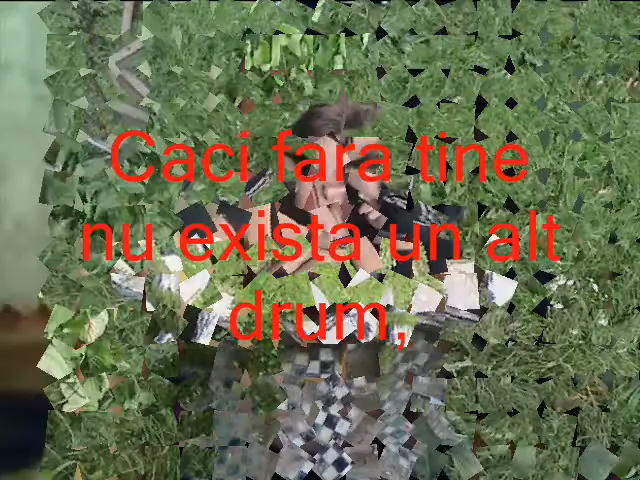 Caci fara tine
nu exista un alt
drum,